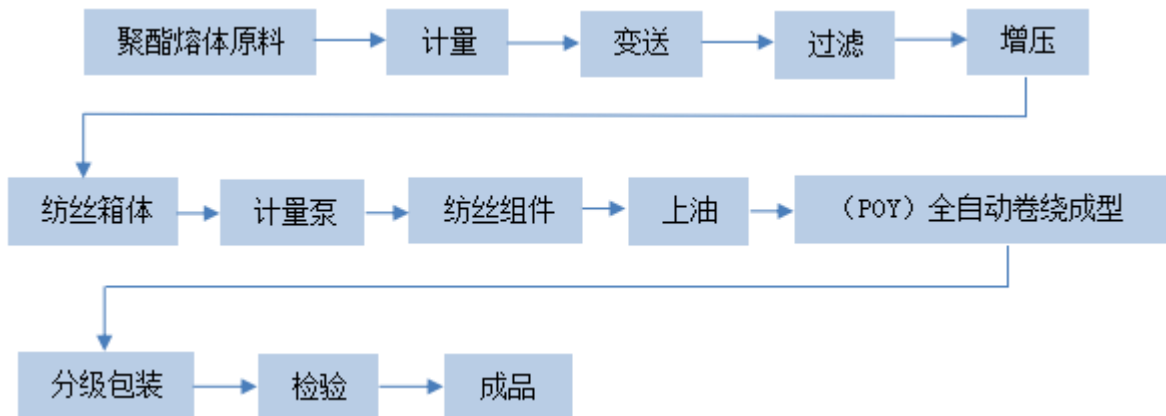 聚酯熔体原料 计量 变送 过滤 增压
纺丝箱体 计量泵 纺丝组件 上油 （POY）全自动卷绕成型
分级包装 检验 成品